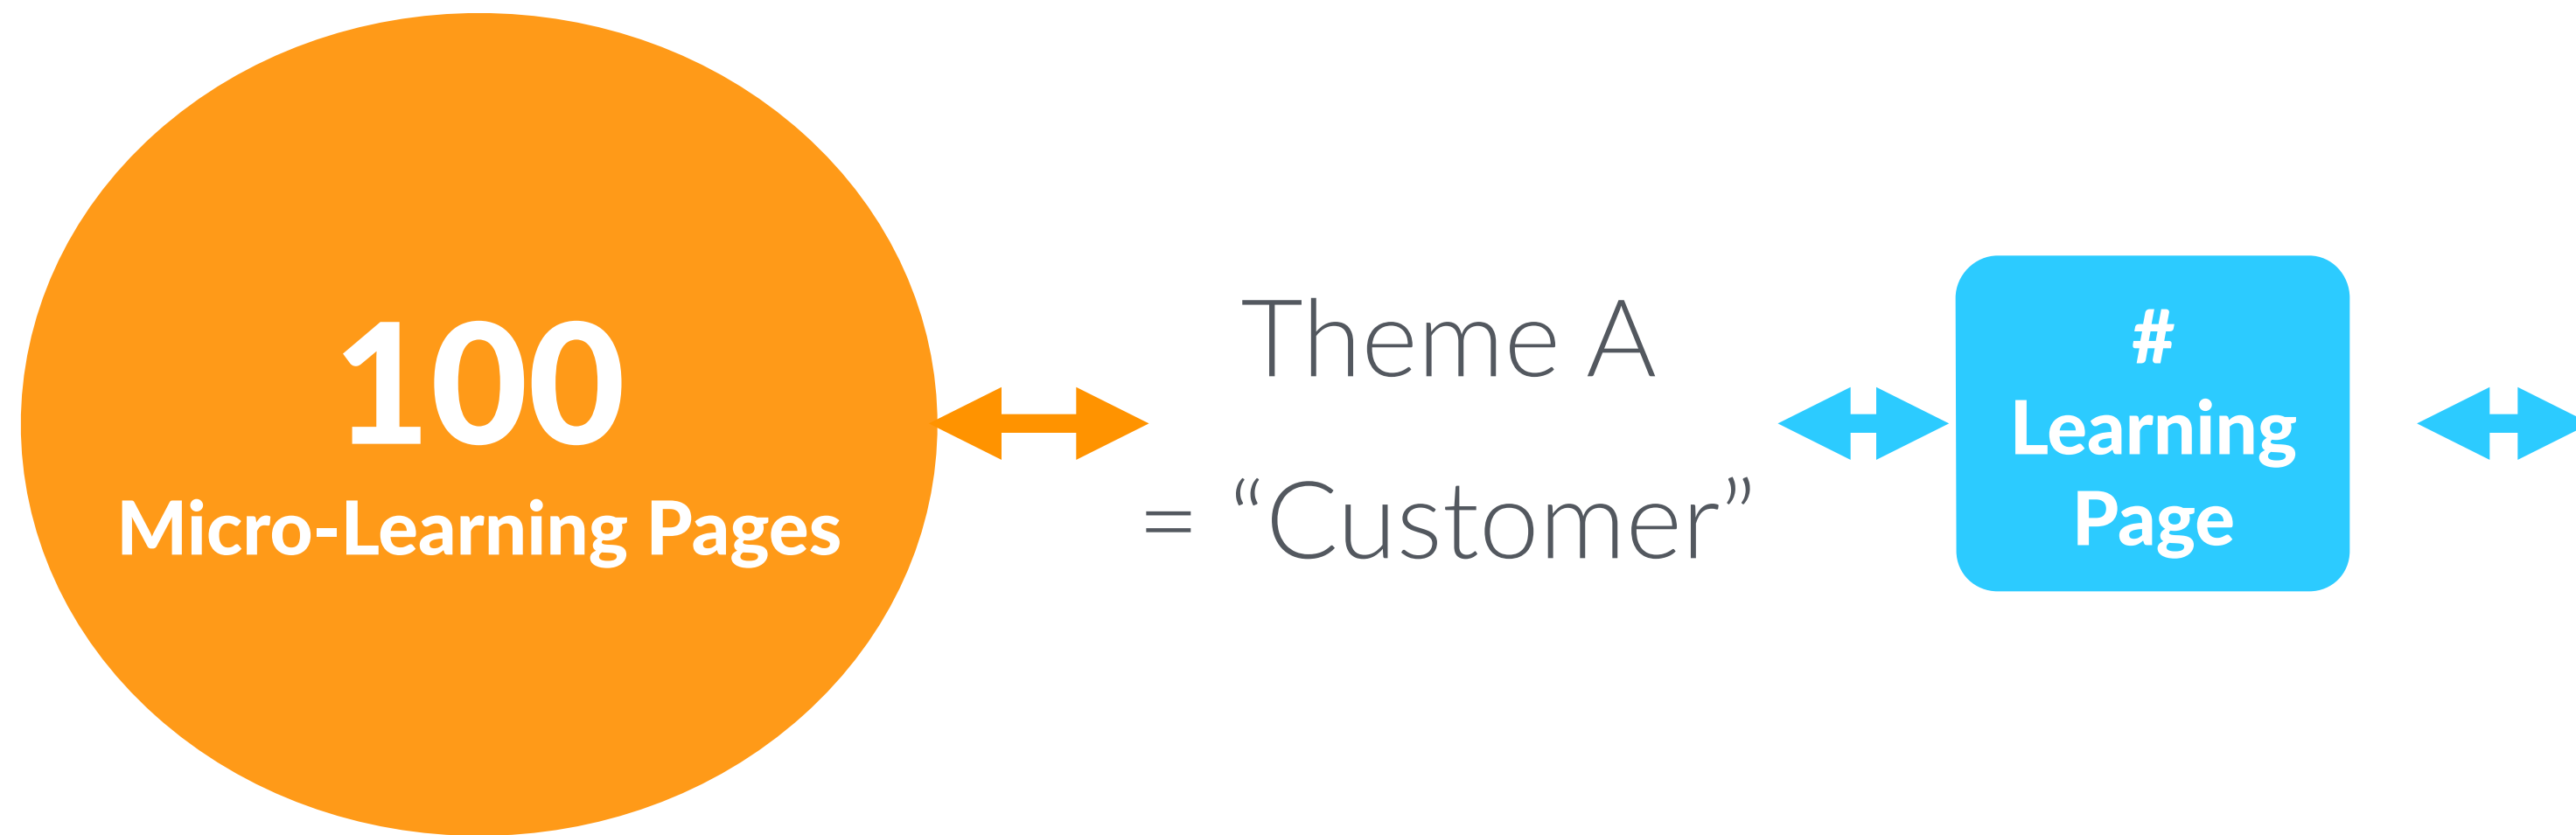 100
Micro-Learning Pages
Theme A
= “Customer”
#
Learning
Page